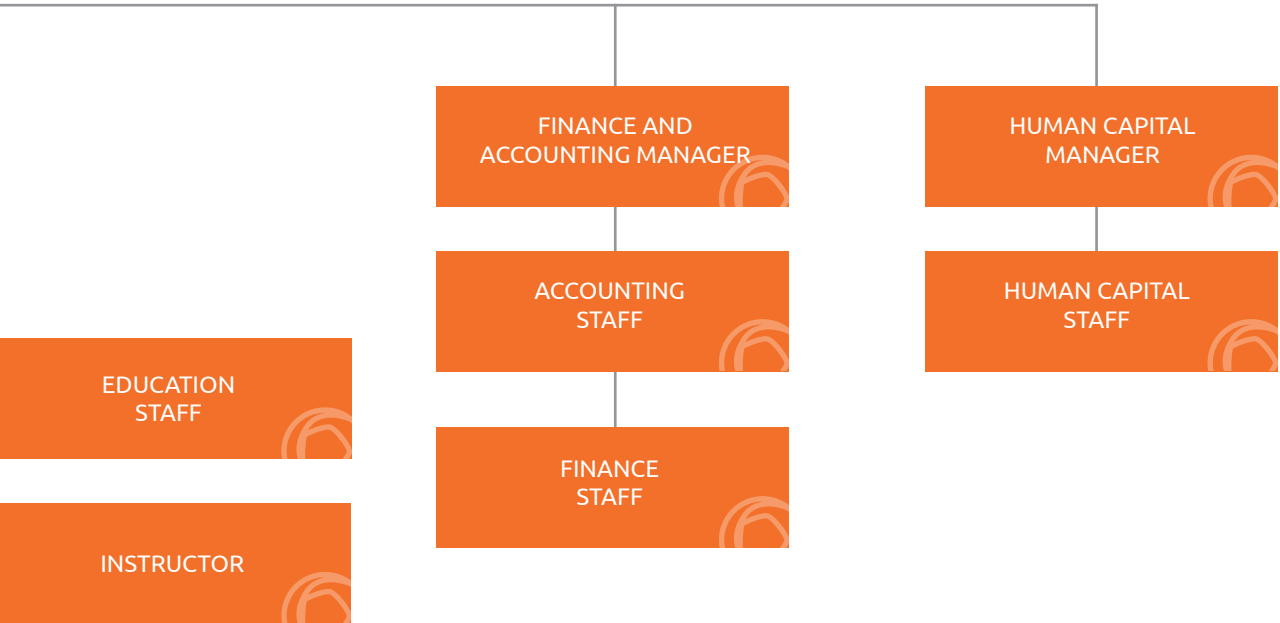 FINANCE AND
ACCOUNTING MANAGER
HUMAN CAPITAL
MANAGER
ACCOUNTING
STAFF
HUMAN CAPITAL
STAFF
EDUCATION
STAFF
FINANCE
STAFF
INSTRUCTOR